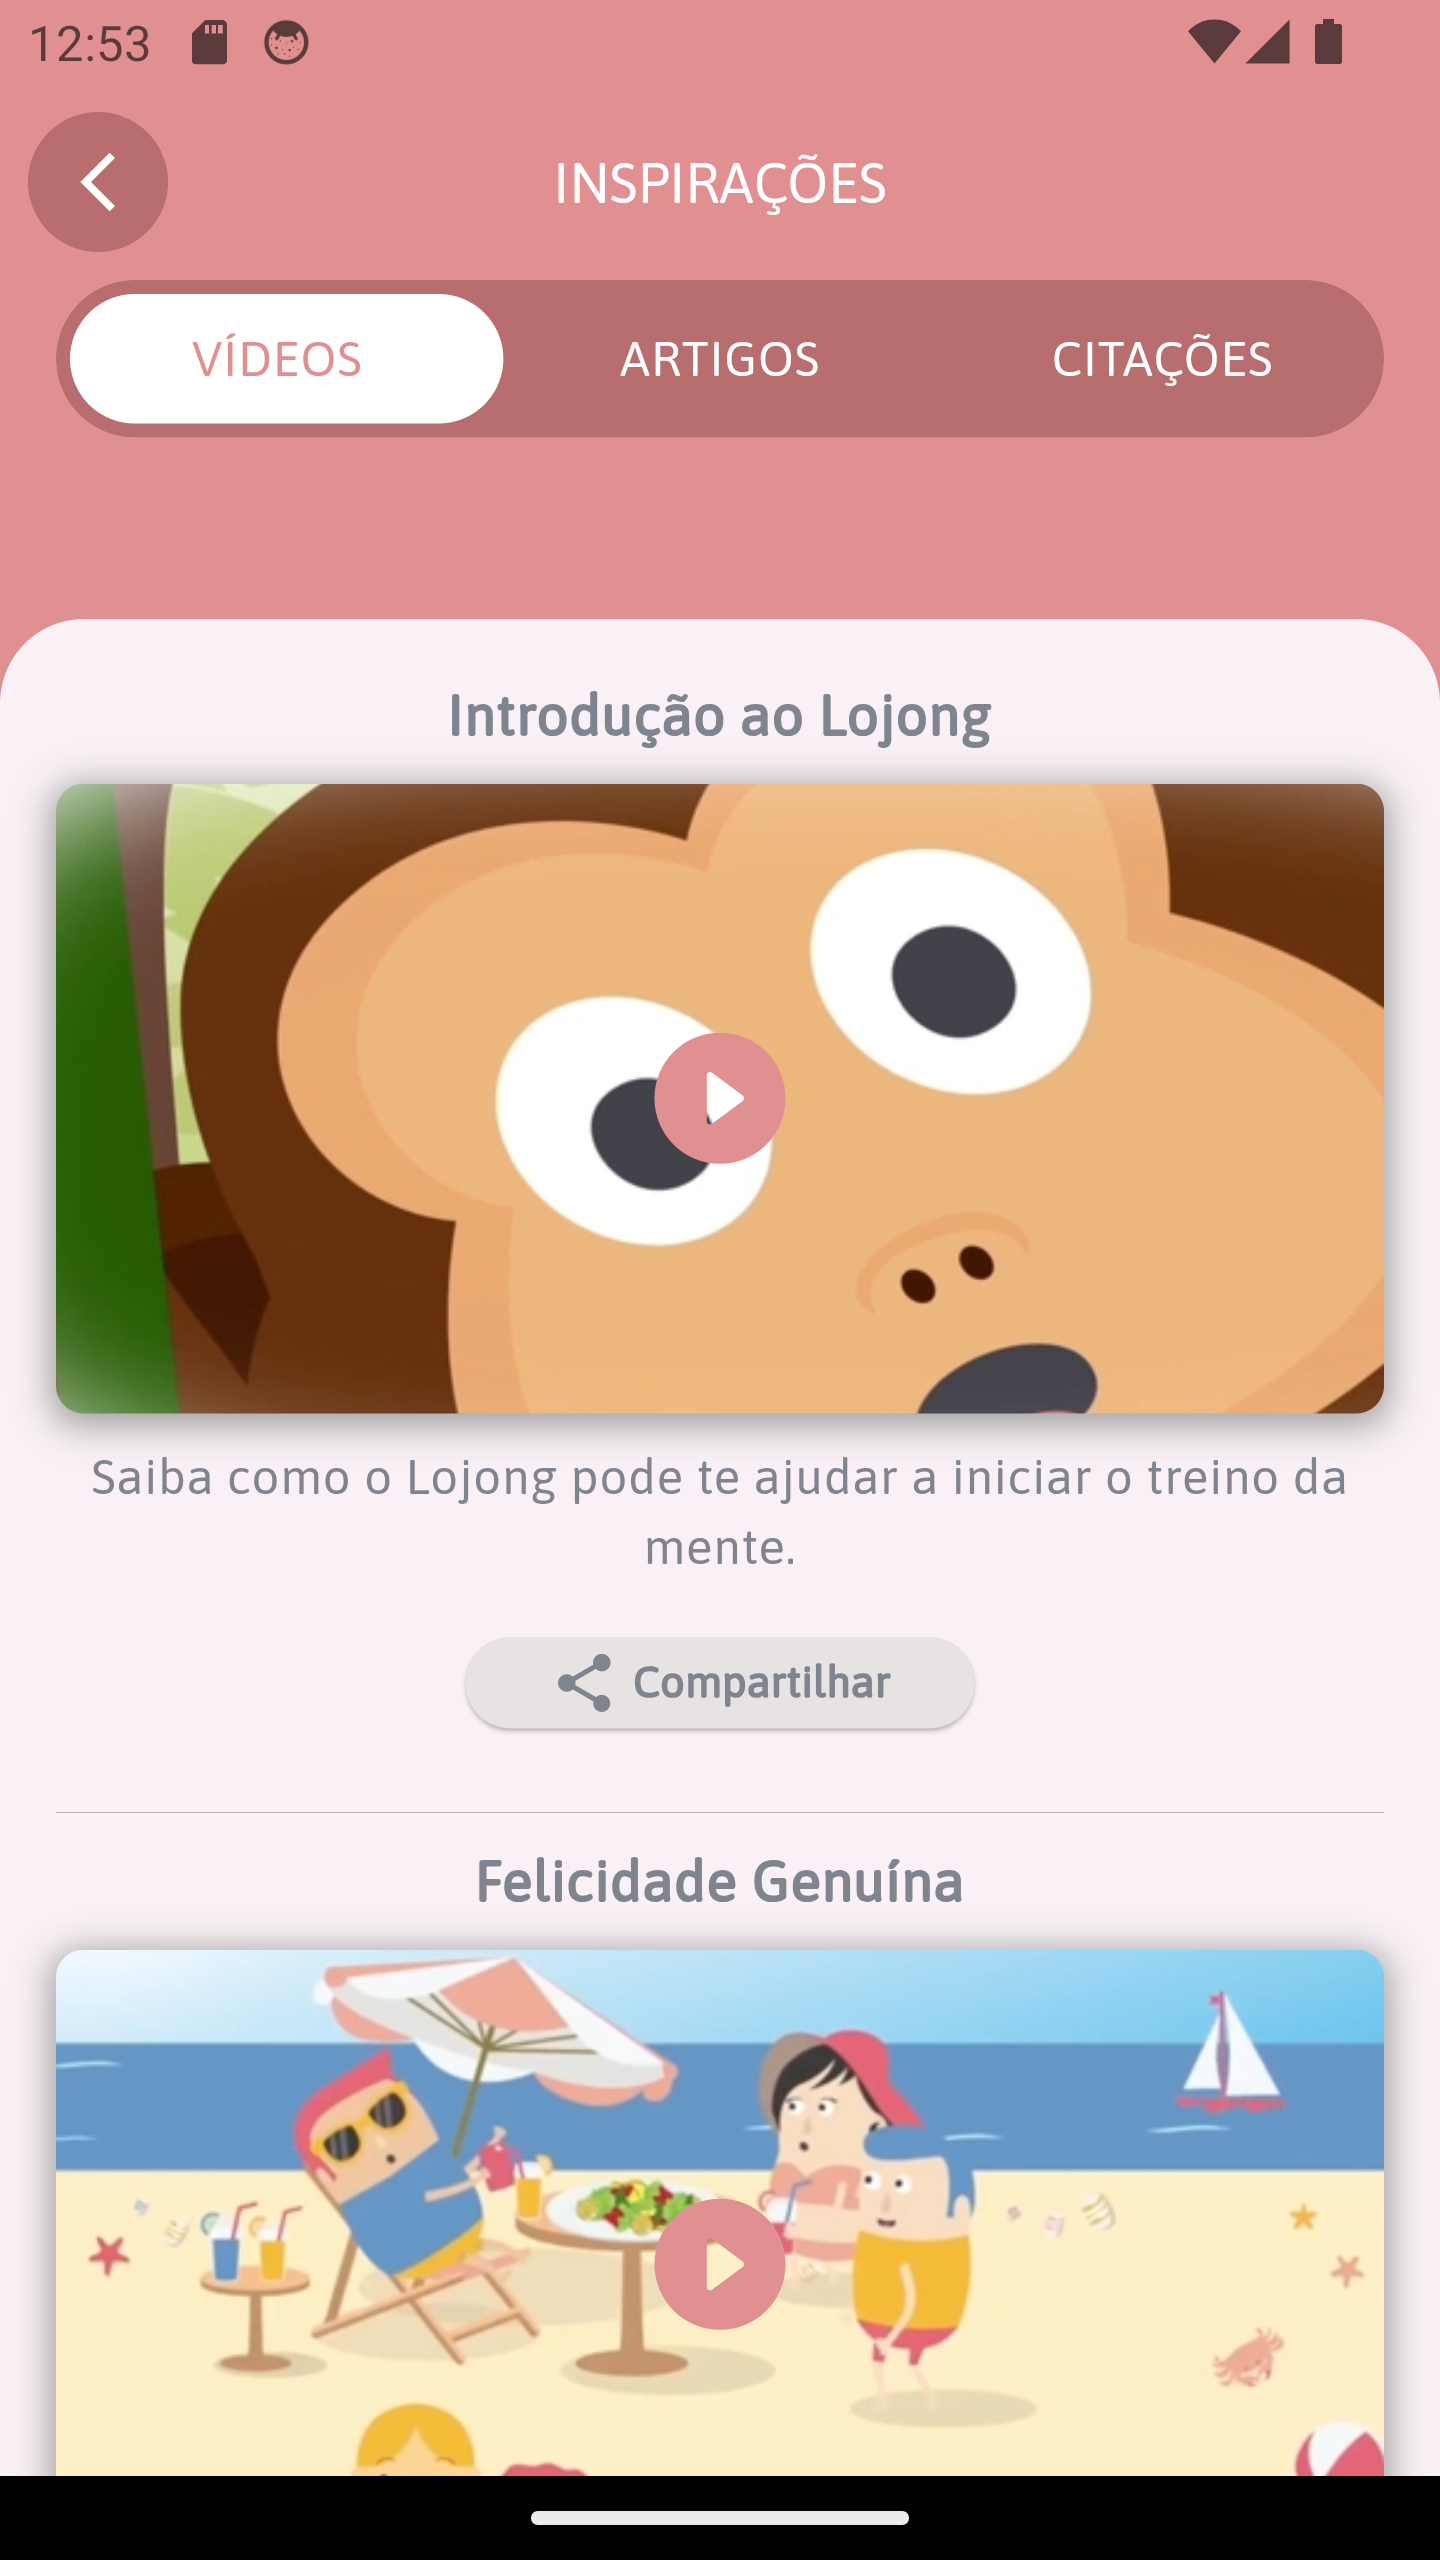 12:53
INSPIRAÇÕES
VÍDEOS
ARTIGOS
CITAÇÕES
Introdução ao Lojong
Saiba como o Lojong pode te ajudar a iniciar o treino da
mente.
Compartilhar
Felicidade Genuína